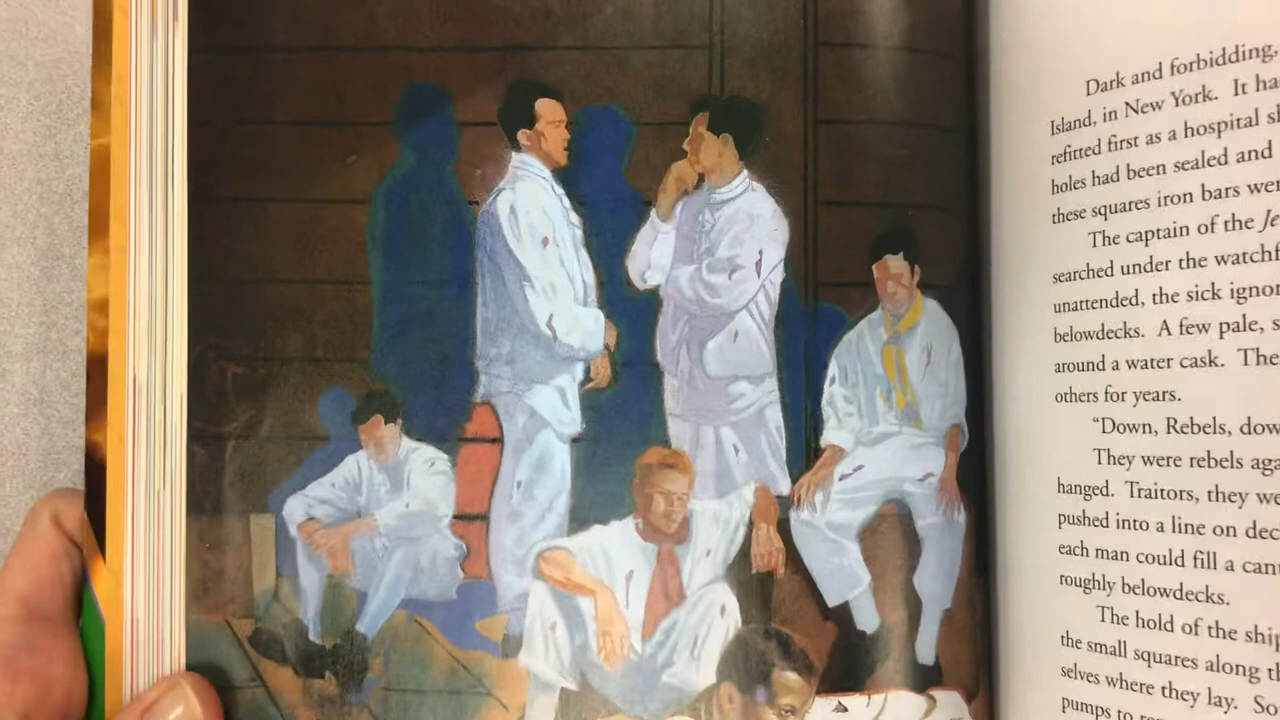 Dark and forbidding,
Island, in New York. It ha
refitted first as a hospital s
holes had been sealed and
these squares iron bars wer
The captain of the Je
searched under the watchf
unattended, the sick ignor
belowdecks. A few pale, s
around a water cask. The
others for years.
“Down, Rebels, dow
They were rebels aga
hanged. Traitors, they we
pushed into a line on dec
each man could fill a can
roughly belowdecks.
The hold of the ship
the small squares along th
selves where they lay. So
pumps to